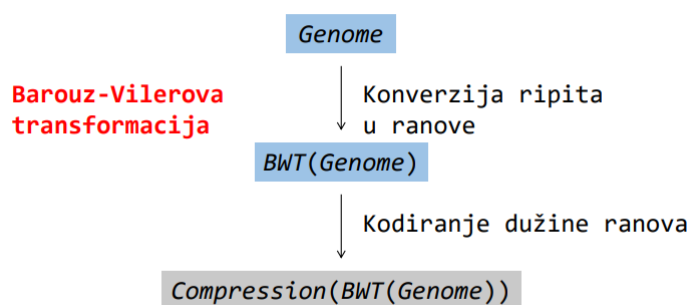 Genome
Barouz-Vilerova
transformacija
Konverzija ripita
u ranove
BWT(Genome)
Kodiranje dužine ranova
Compression(BWT(Genome))